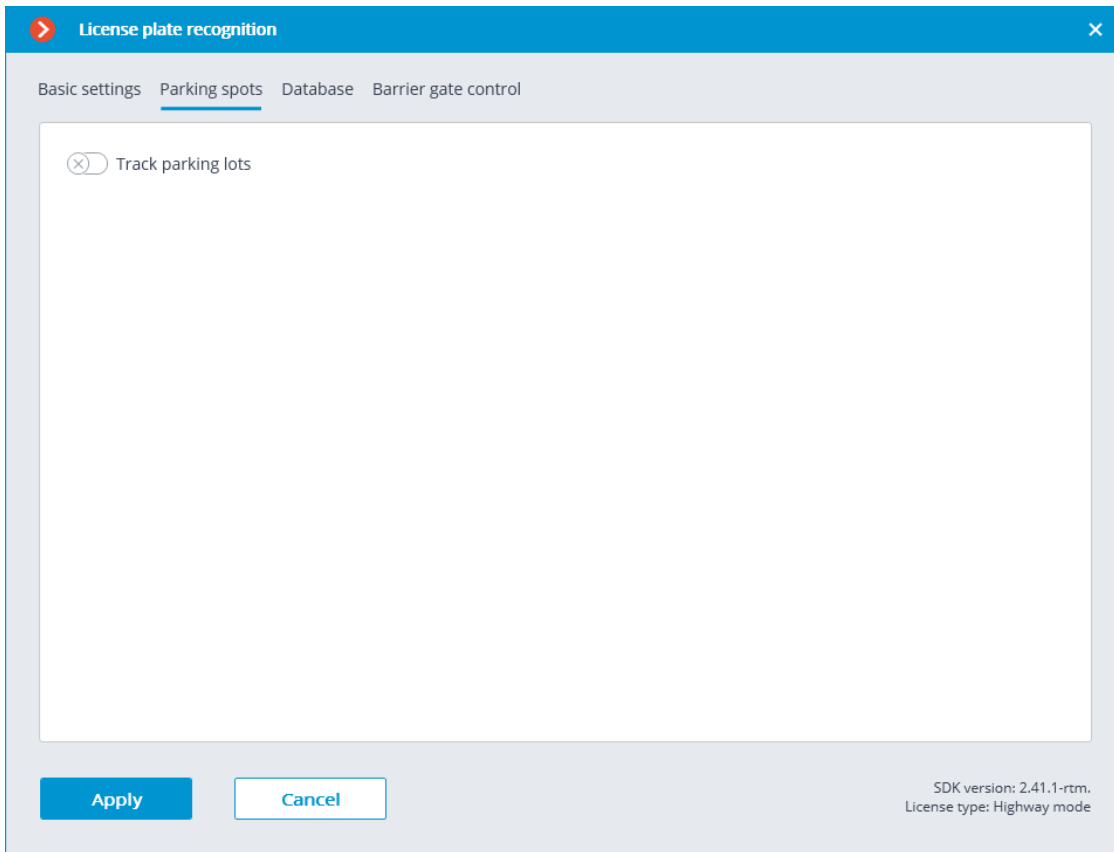 License plate recognition
Basic settings Parking spots Database Barrier gate control
Track parking lots
Apply Cancel
SDK version: 2.41.1-rtm.
License type: Highway mode